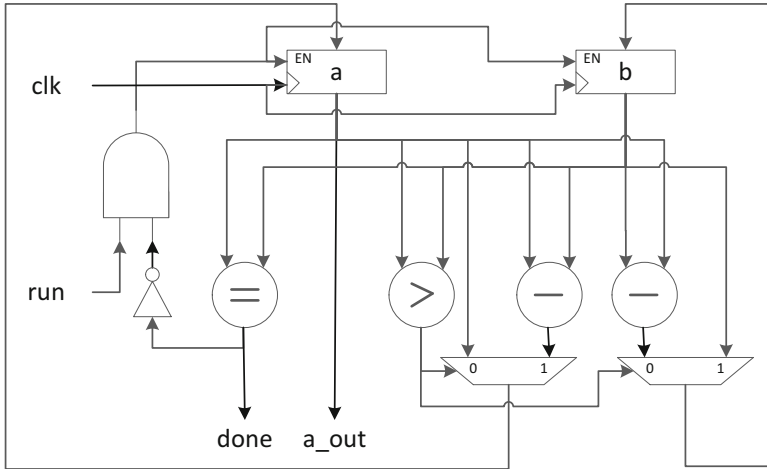 EN a
EN b
clk
run
=
>
−
−
0 1
0 1
done a_out